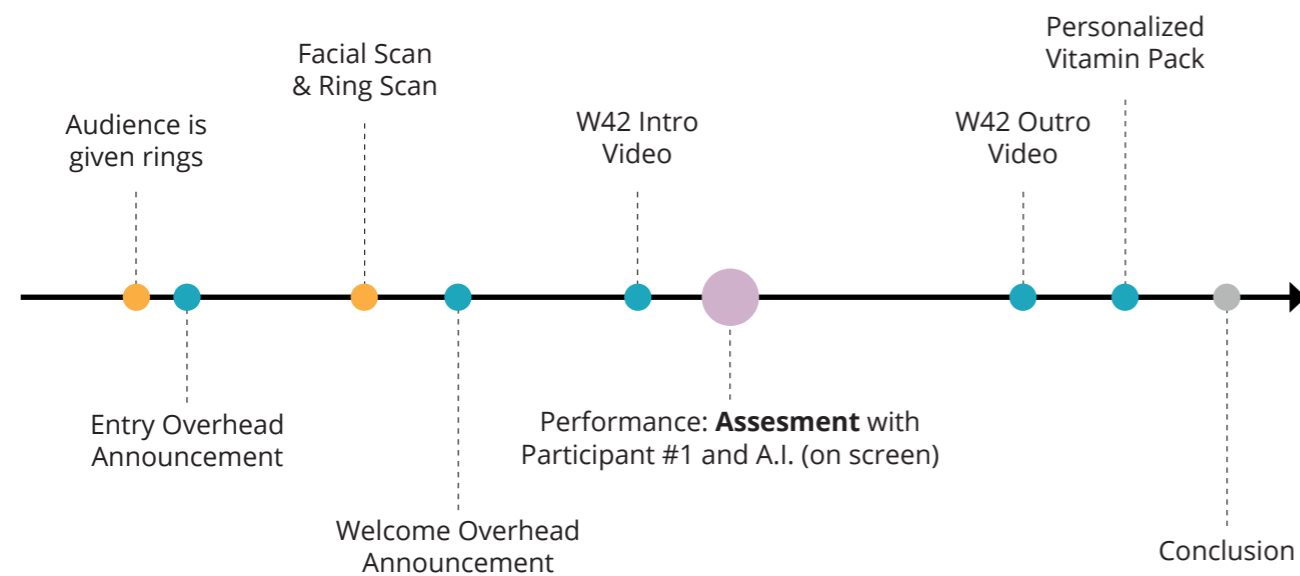 Audience is
given rings
Entry Overhead
Announcement
Facial Scan
& Ring Scan
Welcome Overhead
Announcement
W42 Intro
Video
Performance: Assesment with
Participant #1 and A.I. (on screen)
W42 Outro
Video
Personalized
Vitamin Pack
Conclusion